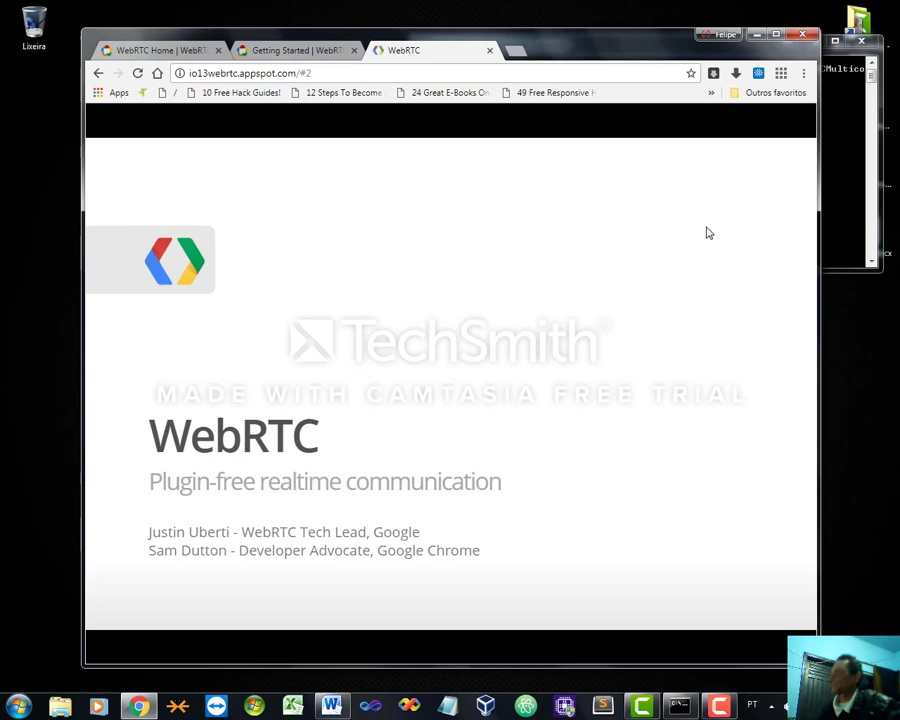 Lixeira
Felipe
WebRTC Home | WebRT
Getting Started | WebRT
WebRTC
CMultico
io13webrtc.appspot.com/#2
Apps
/
10 Free Hack Guides!
12 Steps To Become
24 Great E-Books On
49 Free Responsive H
»
Outros favoritos
TechSmith®
MADE WITH CAMTASIA FREE TRIAL
WebRTC
Plugin-free realtime communication
Justin Uberti - WebRTC Tech Lead, Google
Sam Dutton - Developer Advocate, Google Chrome
PT